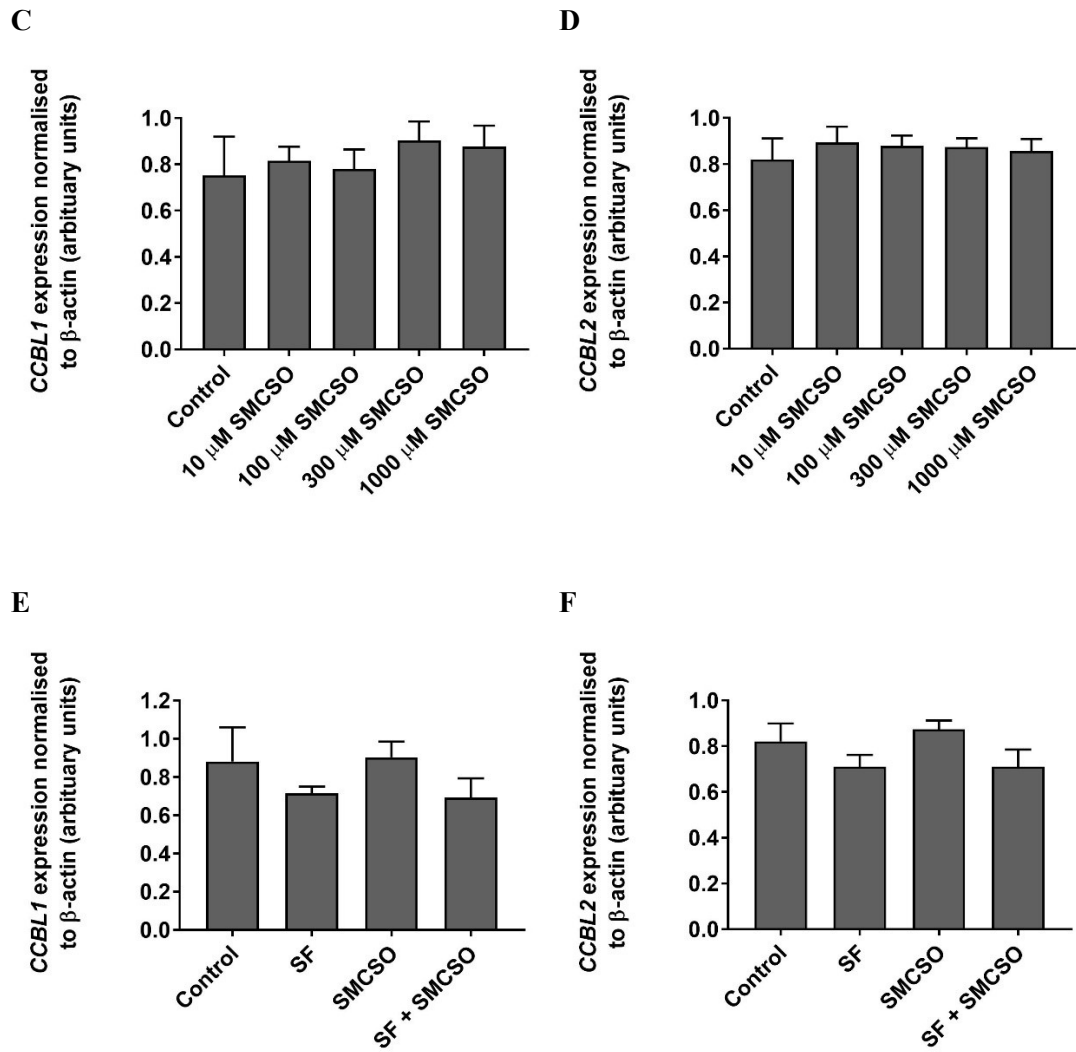 C
CCBL1 expression normalised
to β-actin (arbituary units)
1.0
0.8
0.6
0.4
0.2
0.0
Control
10 μM SMCSO
100 μM SMCSO
300 μM SMCSO
1000 μM SMCSO
D
CCBL2 expression normalised
to β-actin (arbituary units)
1.0
0.8
0.6
0.4
0.2
0.0
Control
10 μM SMCSO
100 μM SMCSO
300 μM SMCSO
1000 μM SMCSO
E
CCBL1 expression normalised
to β-actin (arbituary units)
1.2
1.0
0.8
0.6
0.4
0.2
0.0
Control
SF
SMCSO
SF + SMCSO
F
CCBL2 expression normalised
to β-actin (arbituary units)
1.0
0.8
0.6
0.4
0.2
0.0
Control
SF
SMCSO
SF + SMCSO